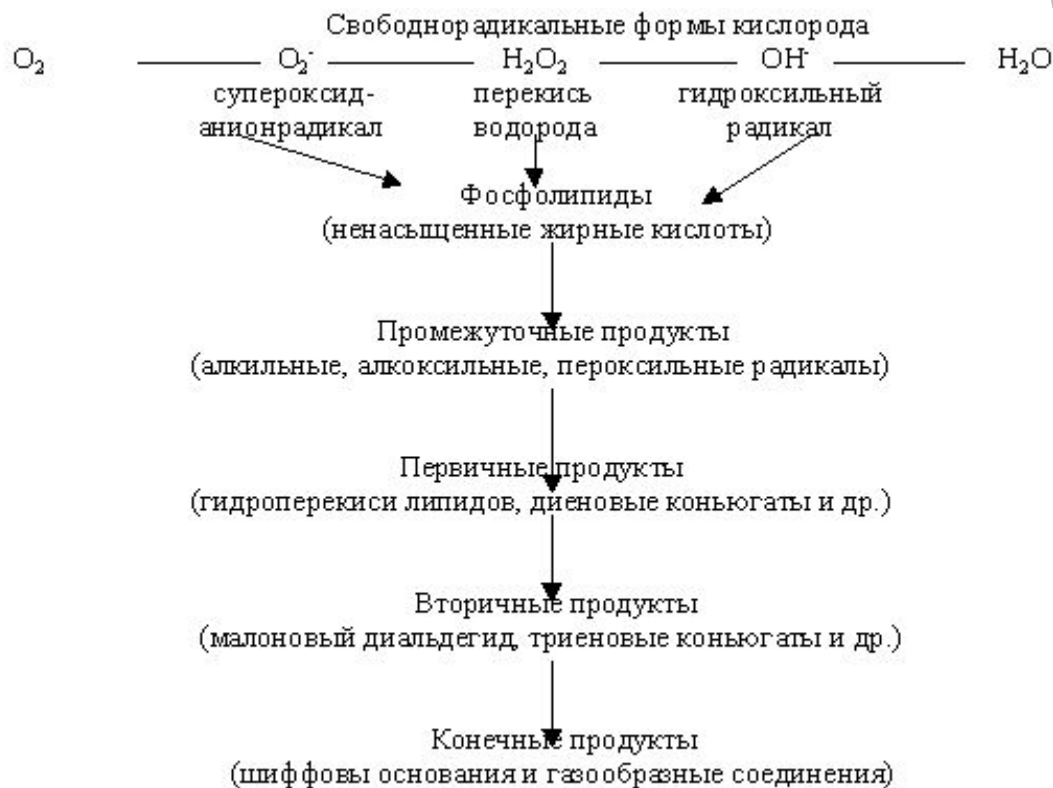 Свободнорадикальные формы кислорода
O₂ O₂⁻ H₂O₂ OH⁻ H₂O
супероксид- перекись гидроксильный
анионрадикал водорода радикал
Фосфолипиды
(ненасыщенные жирные кислоты)
Промежуточные продукты
(алкильные, алкоксильные, пероксильные радикалы)
Первичные продукты
(гидроперекиси липидов, диеновые коньюгаты и др.)
Вторичные продукты
(малоновый диальдегид, триеновые коньюгаты и др.)
Конечные продукты
(шиффовы основания и газообразные соединения)